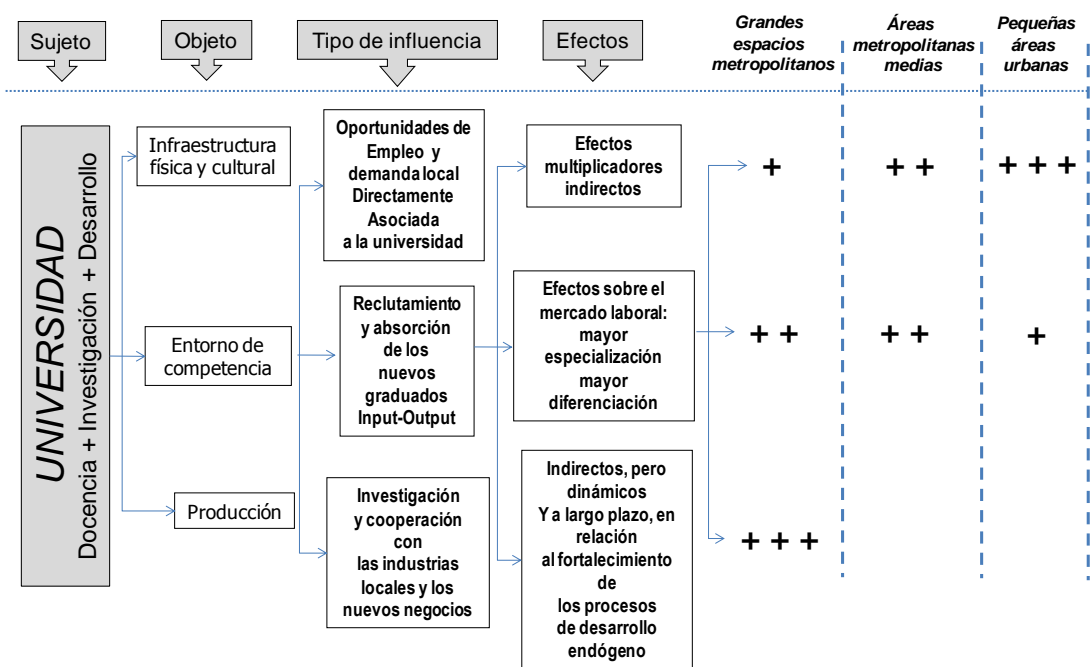 Sujeto
Objeto
Tipo de influencia
Efectos
Grandes
espacios
metropolitanos
Áreas
metropolitanas
medias
Pequeñas
áreas
urbanas
UNIVERSIDAD
Docencia + Investigación + Desarrollo
Infraestructura
física y cultural
Oportunidades de
Empleo y
demanda local
Directamente
Asociada
a la universidad
Efectos
multiplicadores
indirectos
+
+ +
+ + +
Entorno de
competencia
Reclutamiento
y absorción
de los
nuevos
graduados
Input-Output
Efectos sobre el
mercado laboral:
mayor
especialización
mayor
diferenciación
+ +
+ +
+
Producción
Investigación
y cooperación
con
las industrias
locales y los
nuevos negocios
Indirectos, pero
dinámicos
Y a largo plazo, en
relación
al fortalecimiento
de
los procesos
de desarrollo
endógeno
+ + +